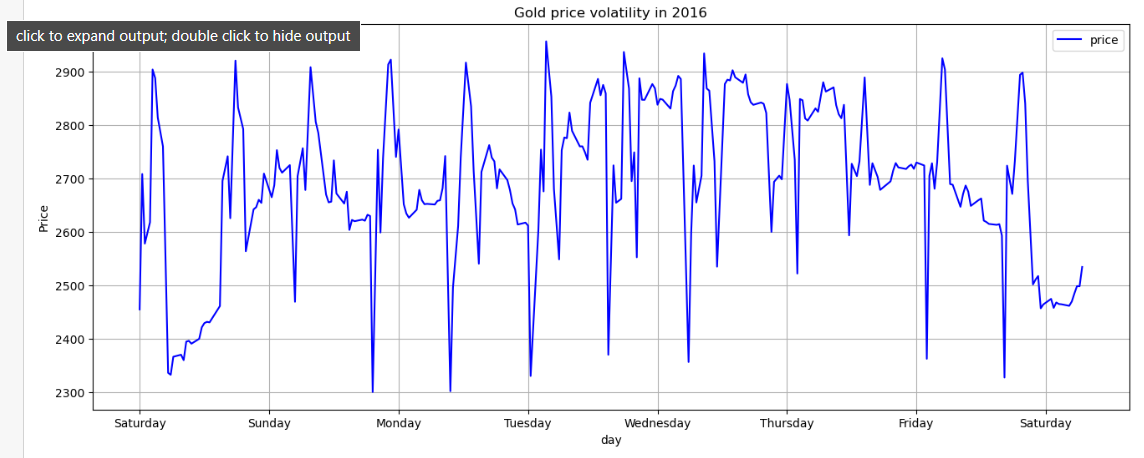 Gold price volatility in 2016
click to expand output; double click to hide output
price
2900
2800
2700
2600
2500
2400
2300
Price
Saturday Sunday Monday Tuesday Wednesday Thursday Friday Saturday
day